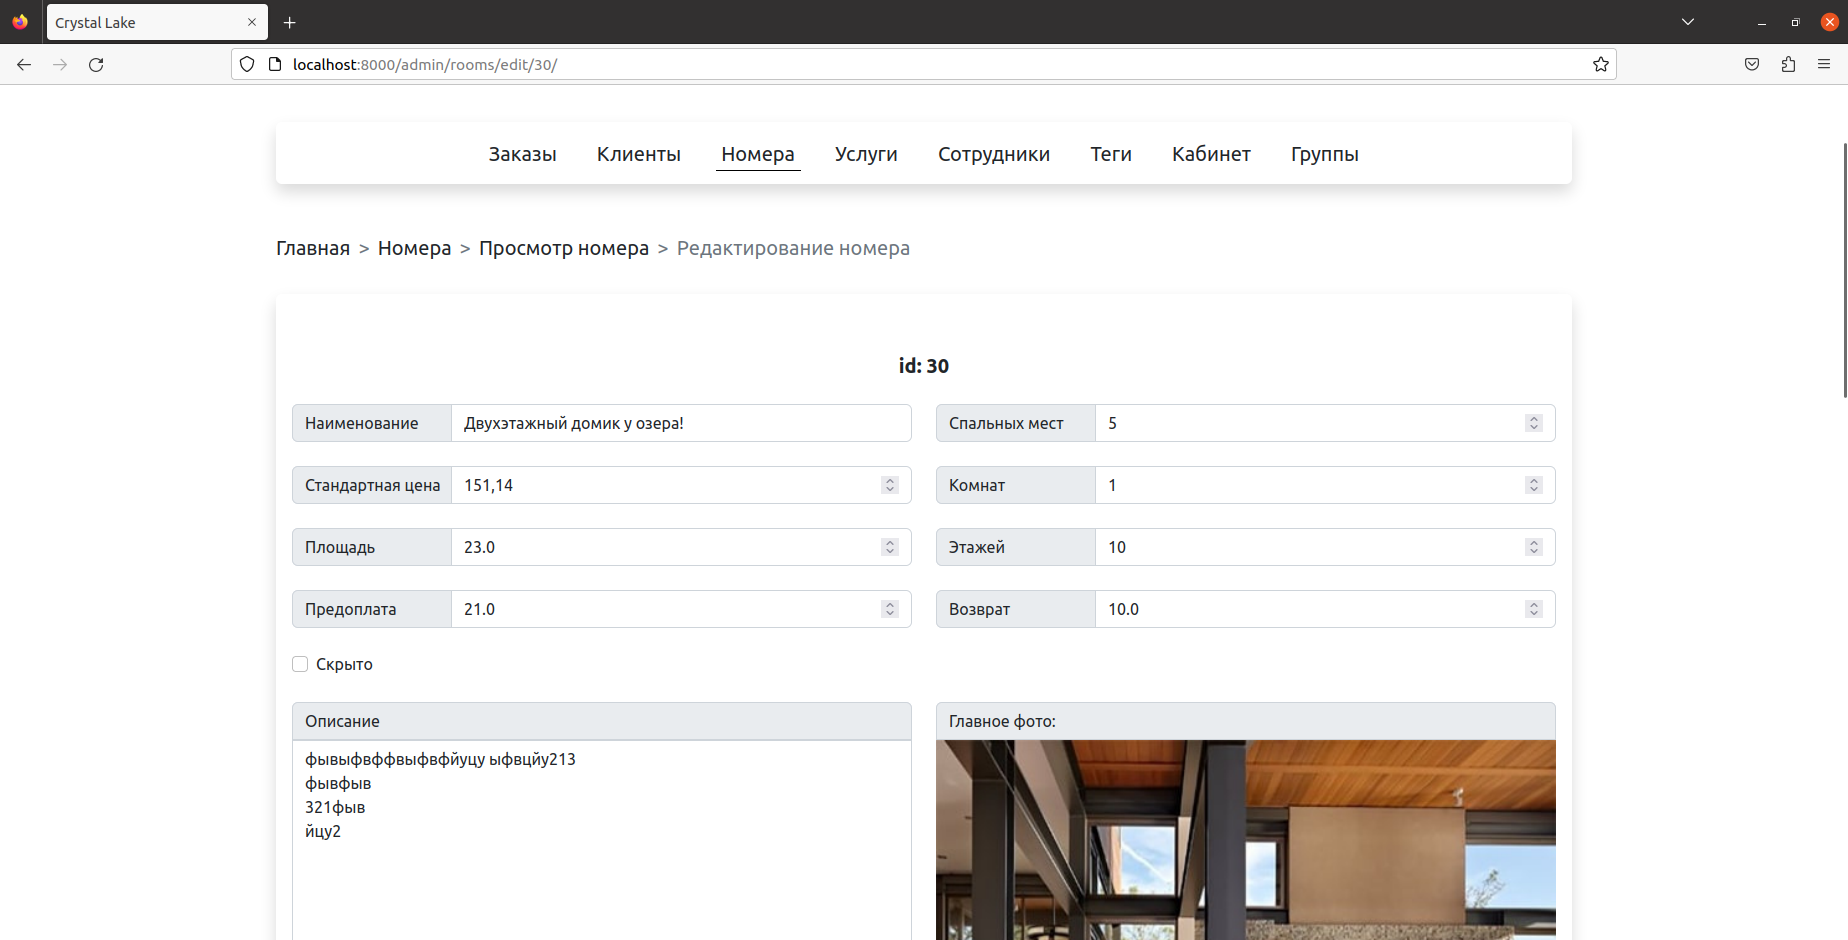 Crystal Lake
localhost:8000/admin/rooms/edit/30/
Заказы Клиенты Номера Услуги Сотрудники Теги Кабинет Группы
Главная > Номера > Просмотр номера > Редактирование номера
id: 30
Наименование Двухэтажный домик у озера! Спальных мест 5
Стандартная цена 151,14 Комнат 1
Площадь 23.0 Этажей 10
Предоплата 21.0 Возврат 10.0
Скрыто
Описание Главное фото:
фывыфвффвыфвфйуцу ыфвцйу213
фывфыв
321фыв
йцу2